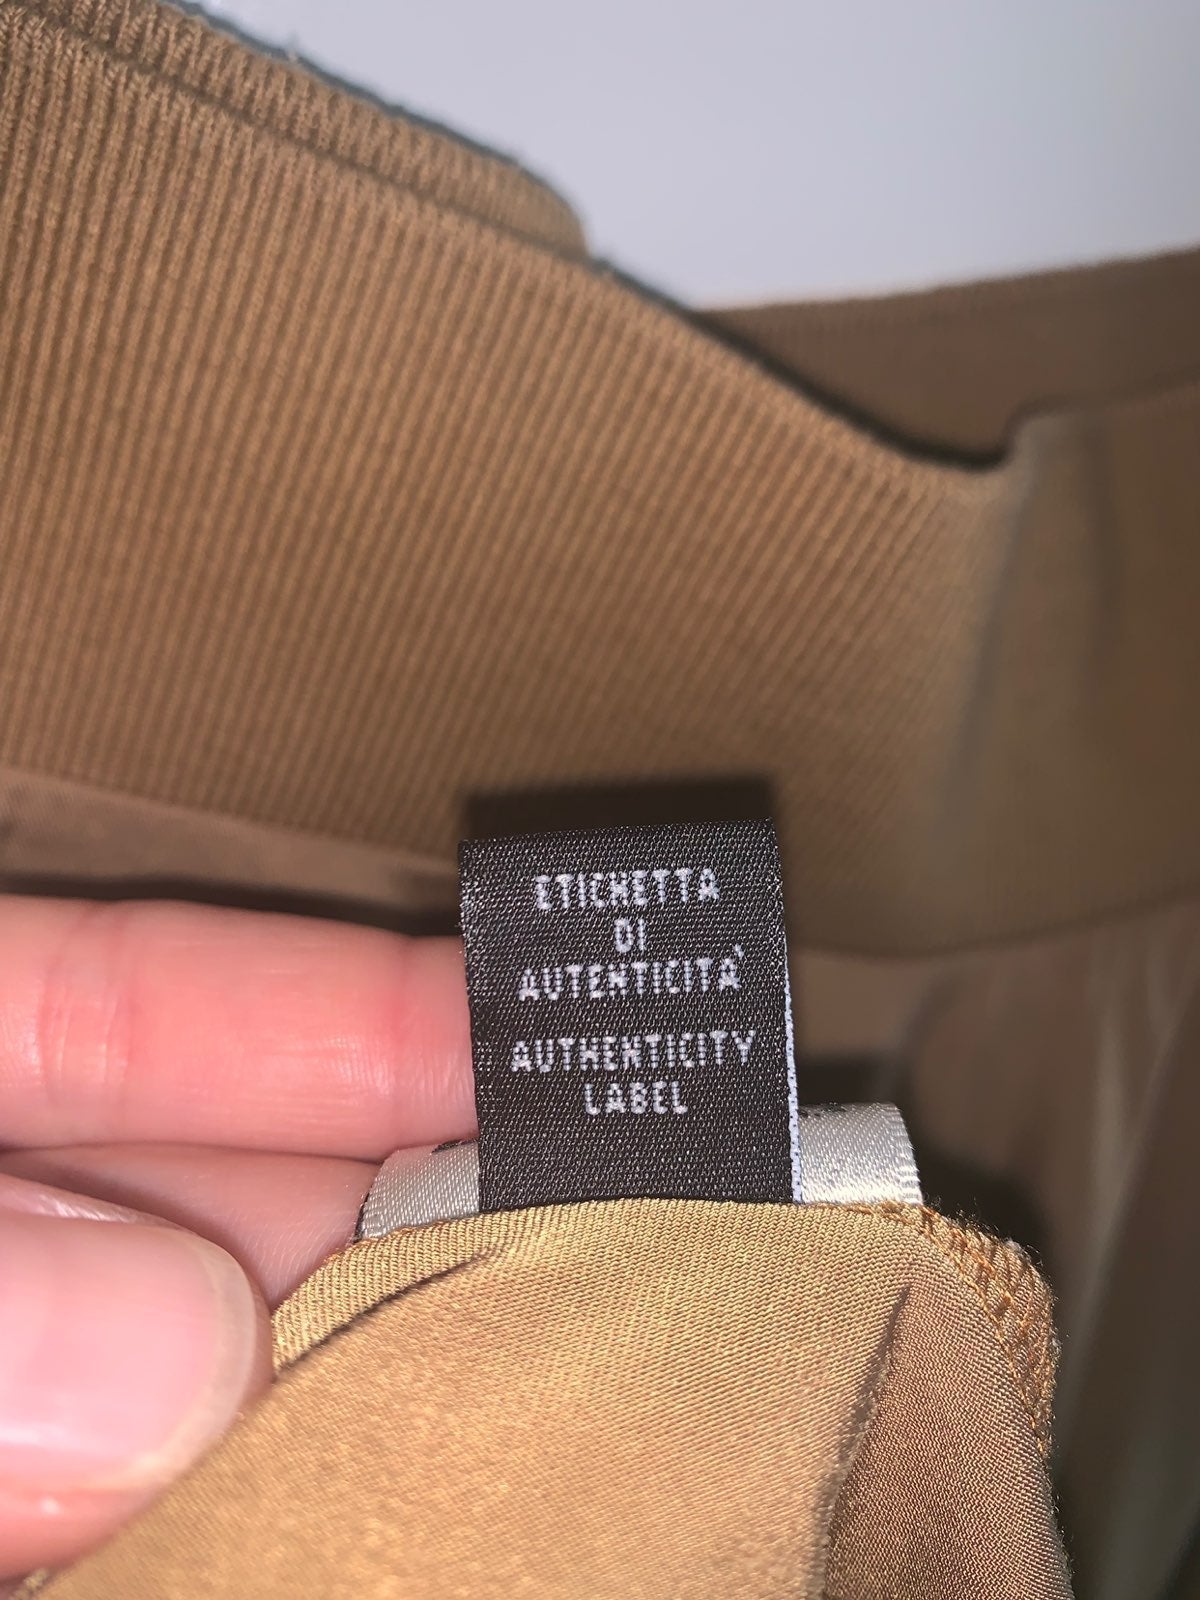 ETICHETTA
DI
AUTENTICITA'
AUTHENTICITY
LABEL